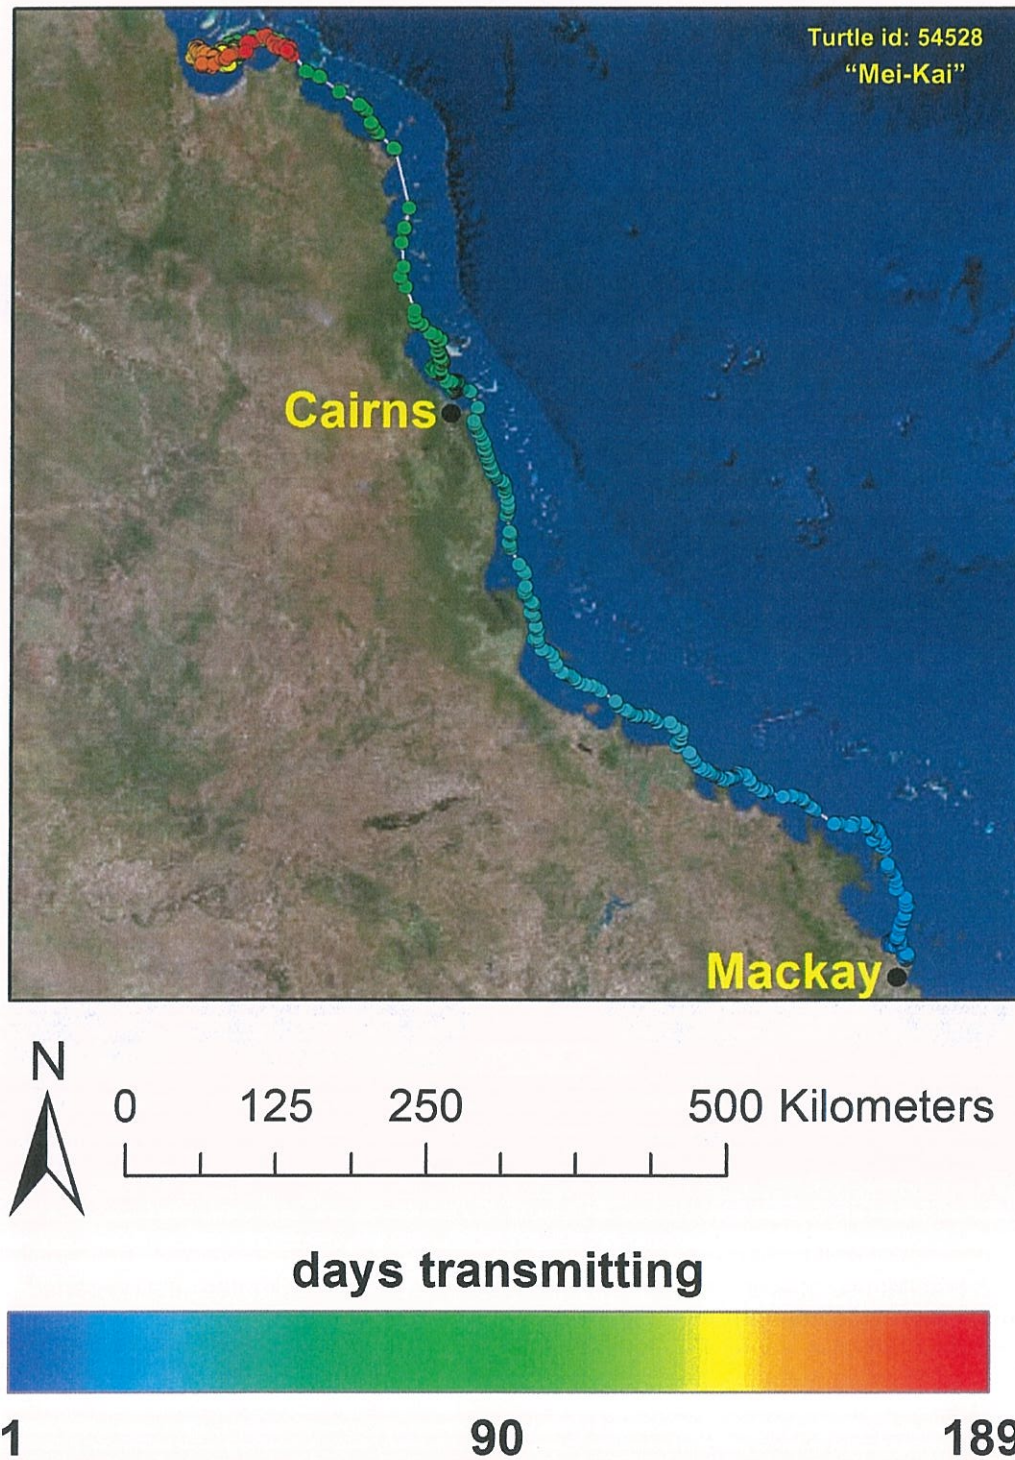 Turtle id: 54528
“Mei-Kai”
Cairns
Mackay
N
0 125 250 500 Kilometers
days transmitting
1 90 189